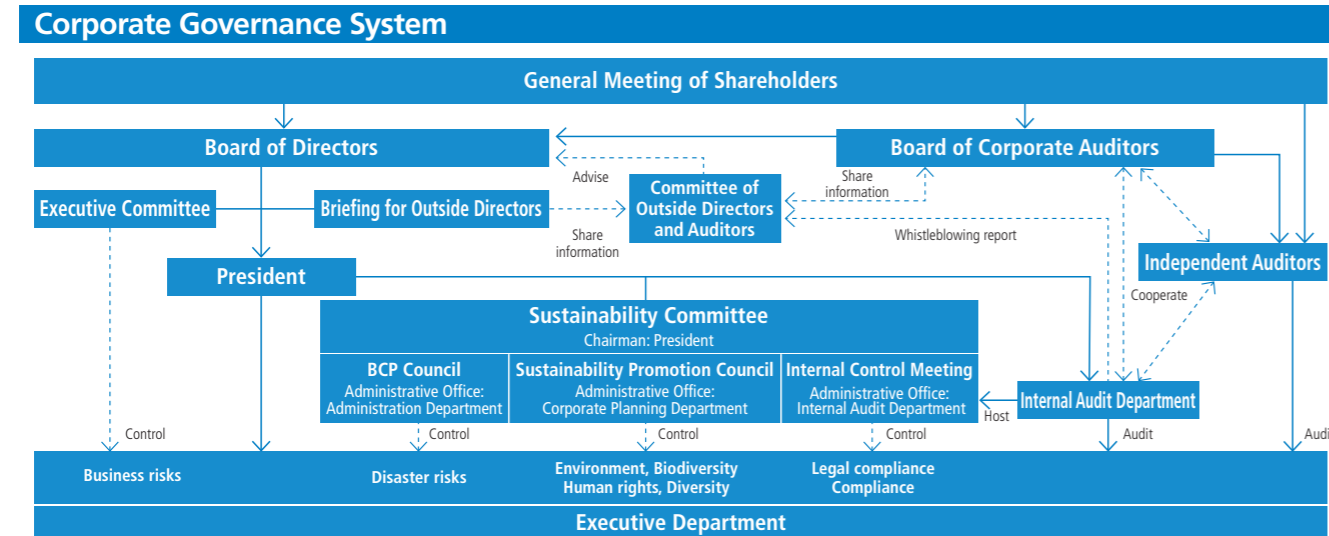 Corporate Governance System
General Meeting of Shareholders
Board of Directors
Board of Corporate Auditors
Advise
Share
information
Executive Committee
Briefing for Outside Directors
Committee of
Outside Directors
and Auditors
Share
information
Whistleblowing report
Independent Auditors
President
Cooperate
Sustainability Committee
Chairman: President
BCP Council
Administrative Office:
Administration Department
Sustainability Promotion Council
Administrative Office:
Corporate Planning Department
Internal Control Meeting
Administrative Office:
Internal Audit Department
Host
Internal Audit Department
Control
Control
Control
Control
Audit
Audi
Business risks
Disaster risks
Environment, Biodiversity
Human rights, Diversity
Legal compliance
Compliance
Executive Department